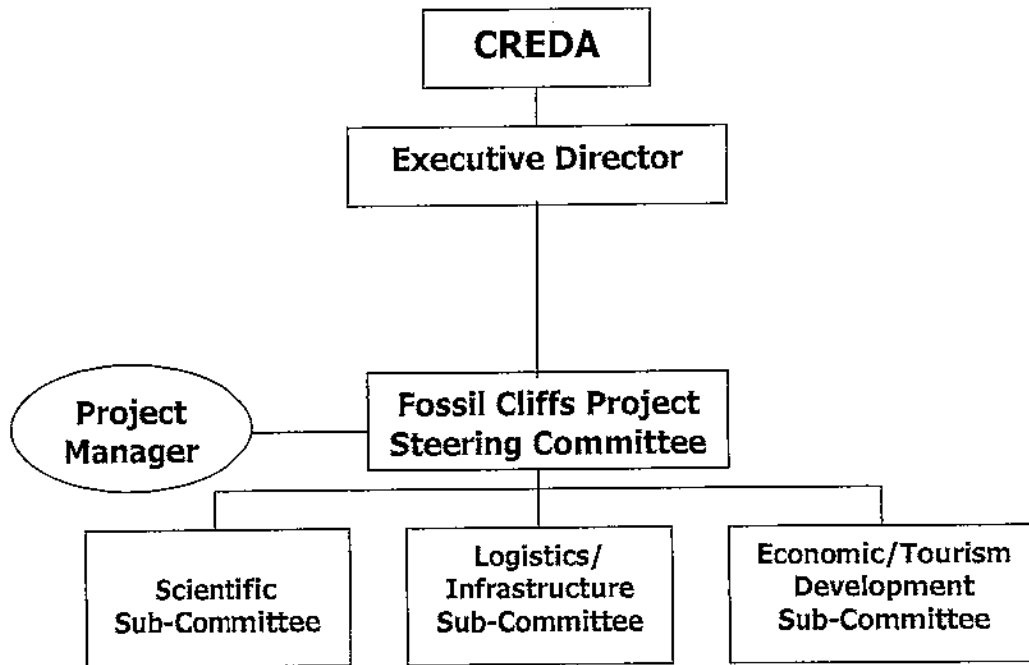 CREDA
Executive Director
Project
Manager
Fossil Cliffs Project
Steering Committee
Scientific
Sub-Committee
Logistics/
Infrastructure
Sub-Committee
Economic/Tourism
Development
Sub-Committee